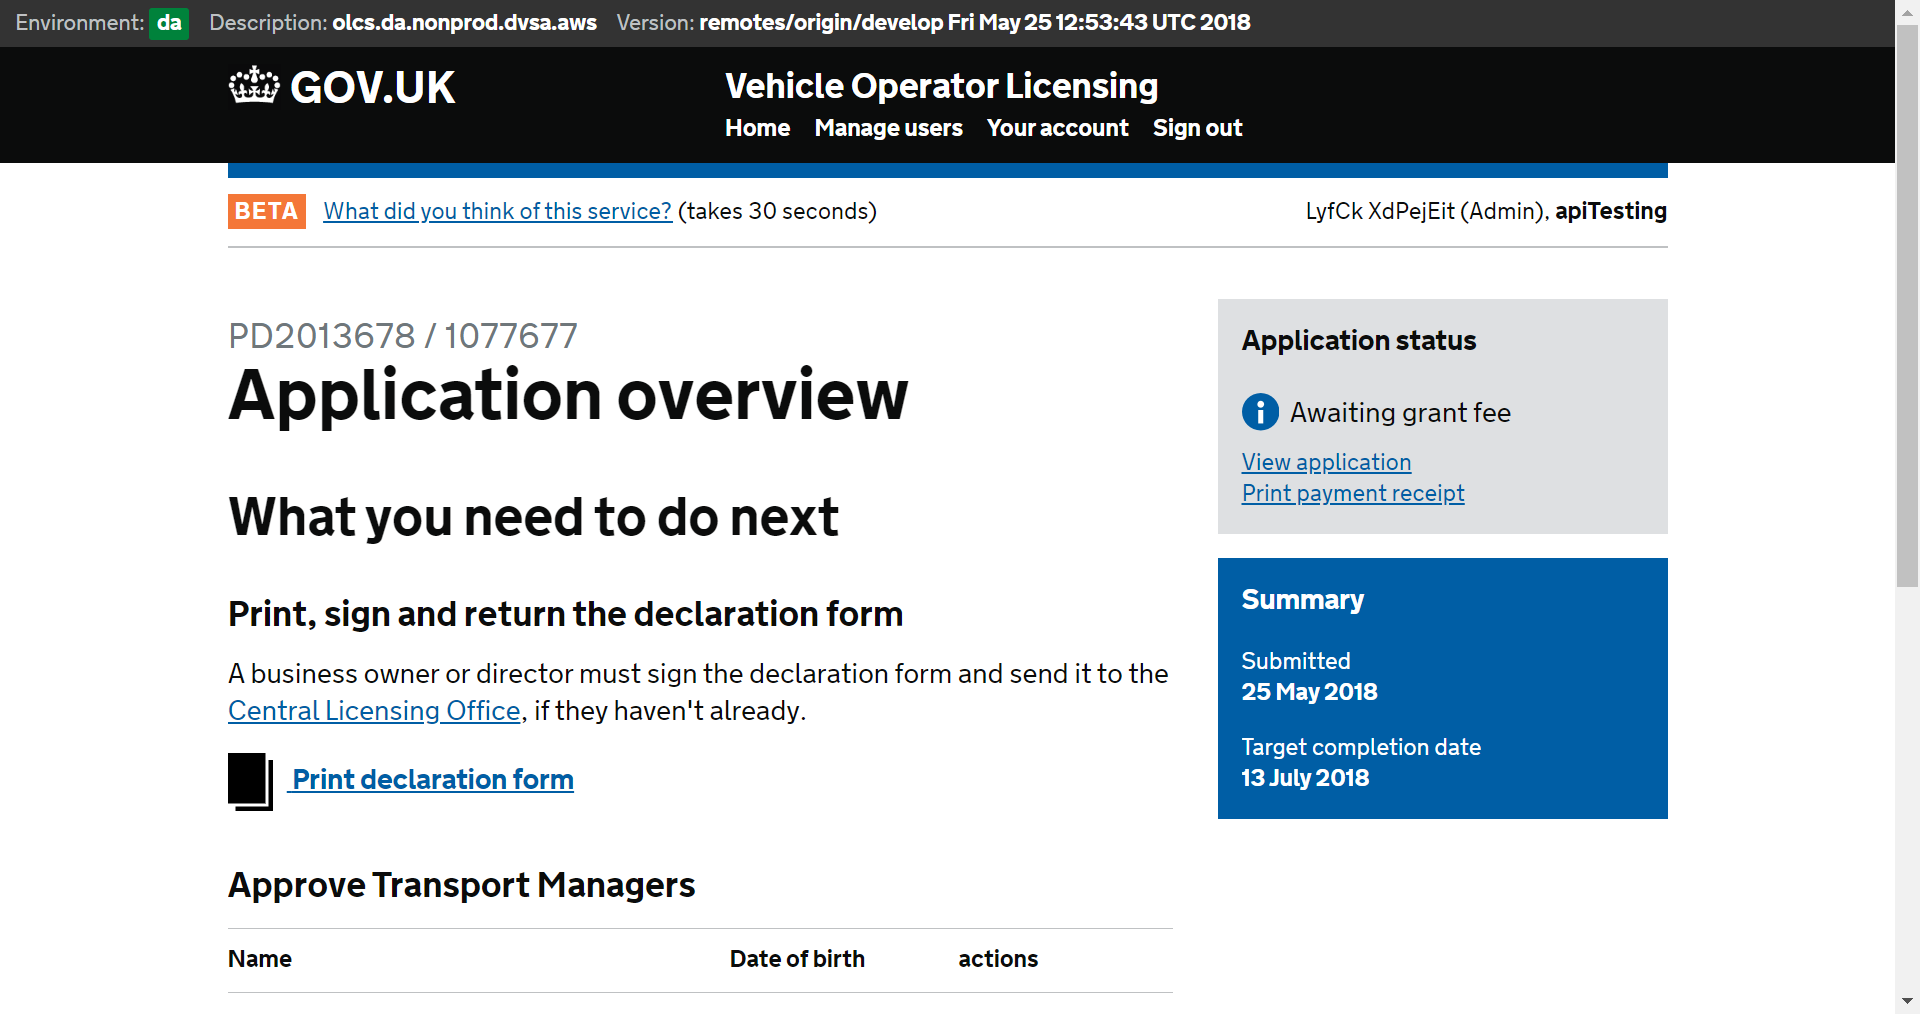 Environment: da Description: olcs.da.nonprod.dvsa.aws Version: remotes/origin/develop Fri May 25 12:53:43 UTC 2018
GOV.UK
Vehicle Operator Licensing
Home Manage users Your account Sign out
BETA What did you think of this service? (takes 30 seconds)
LyfCk XdPejEit (Admin), apiTesting
PD2013678 / 1077677
Application overview
What you need to do next
Print, sign and return the declaration form
A business owner or director must sign the declaration form and send it to the
Central Licensing Office, if they haven't already.
Print declaration form
Approve Transport Managers
Name Date of birth actions
Application status
Awaiting grant fee
View application
Print payment receipt
Summary
Submitted
25 May 2018
Target completion date
13 July 2018